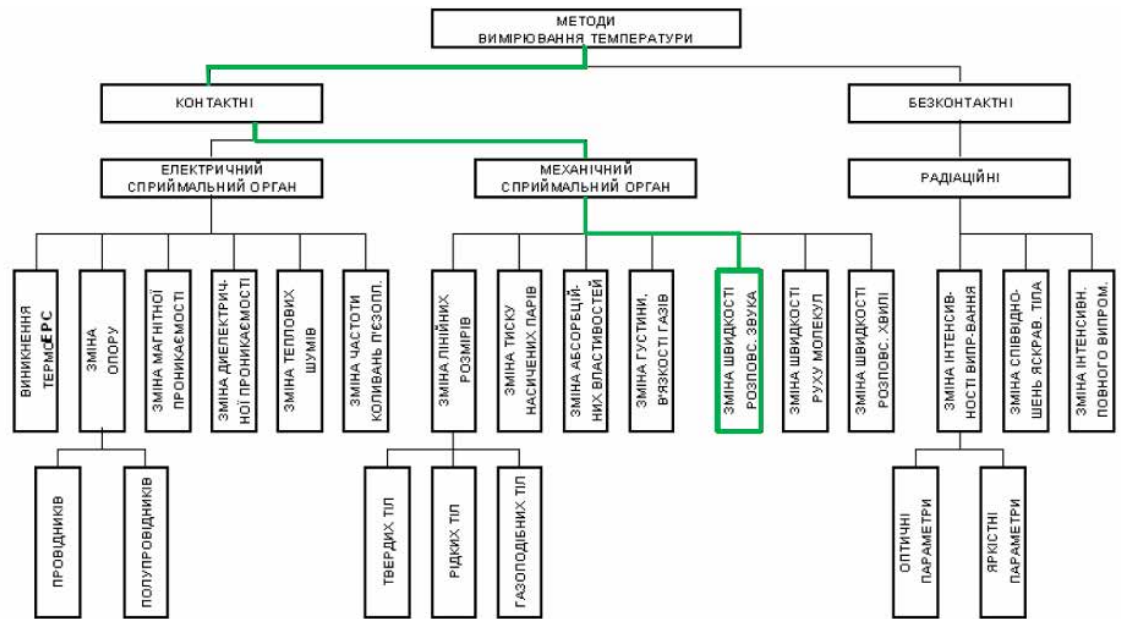 МЕТОДИ
ВИМІРЮВАННЯ ТЕМПЕРАТУРИ
КОНТАКТНІ
БЕЗКОНТАКТНІ
ЕЛЕКТРИЧНИЙ
СПРИЙМАЛЬНИЙ ОРГАН
МЕХАНІЧНИЙ
СПРИЙМАЛЬНИЙ ОРГАН
РАДІАЦІЙНІ
ВИНИКНЕННЯ
ТЕРМОЕРС
ЗМІНА
ОПОРУ
ЗМІНА МАГНІТНОЇ
ПРОНИКАЄМОСТІ
ЗМІНА ДИЕЛЕКТРИЧ-
НОЇ ПРОНИКАЄМОСТІ
ЗМІНА ТЕПЛОВИХ
ШУМІВ
ЗМІНА ЧАСТОТИ
КОЛИВАНЬ П'ЄЗОПЛ.
ЗМІНА ЛІНІЙНИХ
РОЗМІРІВ
ЗМІНА ТИСКУ
НАСИЧЕНИХ ПАРІВ
ЗМІНА АБСОРБЦІЙ-
НИХ ВЛАСТИВОСТЕЙ
ЗМІНА ГУСТИНИ,
В'ЯЗКОСТІ ГАЗІВ
ЗМІНА ШВИДКОСТІ
РОЗПОВС. ЗВУКА
ЗМІНА ШВИДКОСТІ
РУХУ МОЛЕКУЛ
ЗМІНА ШВИДКОСТІ
РОЗПОВС. ХВИЛІ
ЗМІНА ІНТЕНСИВ-
НОСТІ ВИПР-ВАННЯ
ЗМІНА СПІВВІДНО-
ШЕНЬ ЯСКРАВ. ТІЛА
ЗМІНА ІНТЕНСИВН.
ПОВНОГО ВИПРОМ.
ПРОВІДНИКІВ
ПОЛУПРОВІДНИКІВ
ТВЕРДИХ ТІЛ
РІДКИХ ТІЛ
ГАЗОПОДІБНИХ ТІЛ
ОПТИЧНІ
ПАРАМЕТРИ
ЯРКІСТНІ
ПАРАМЕТРИ